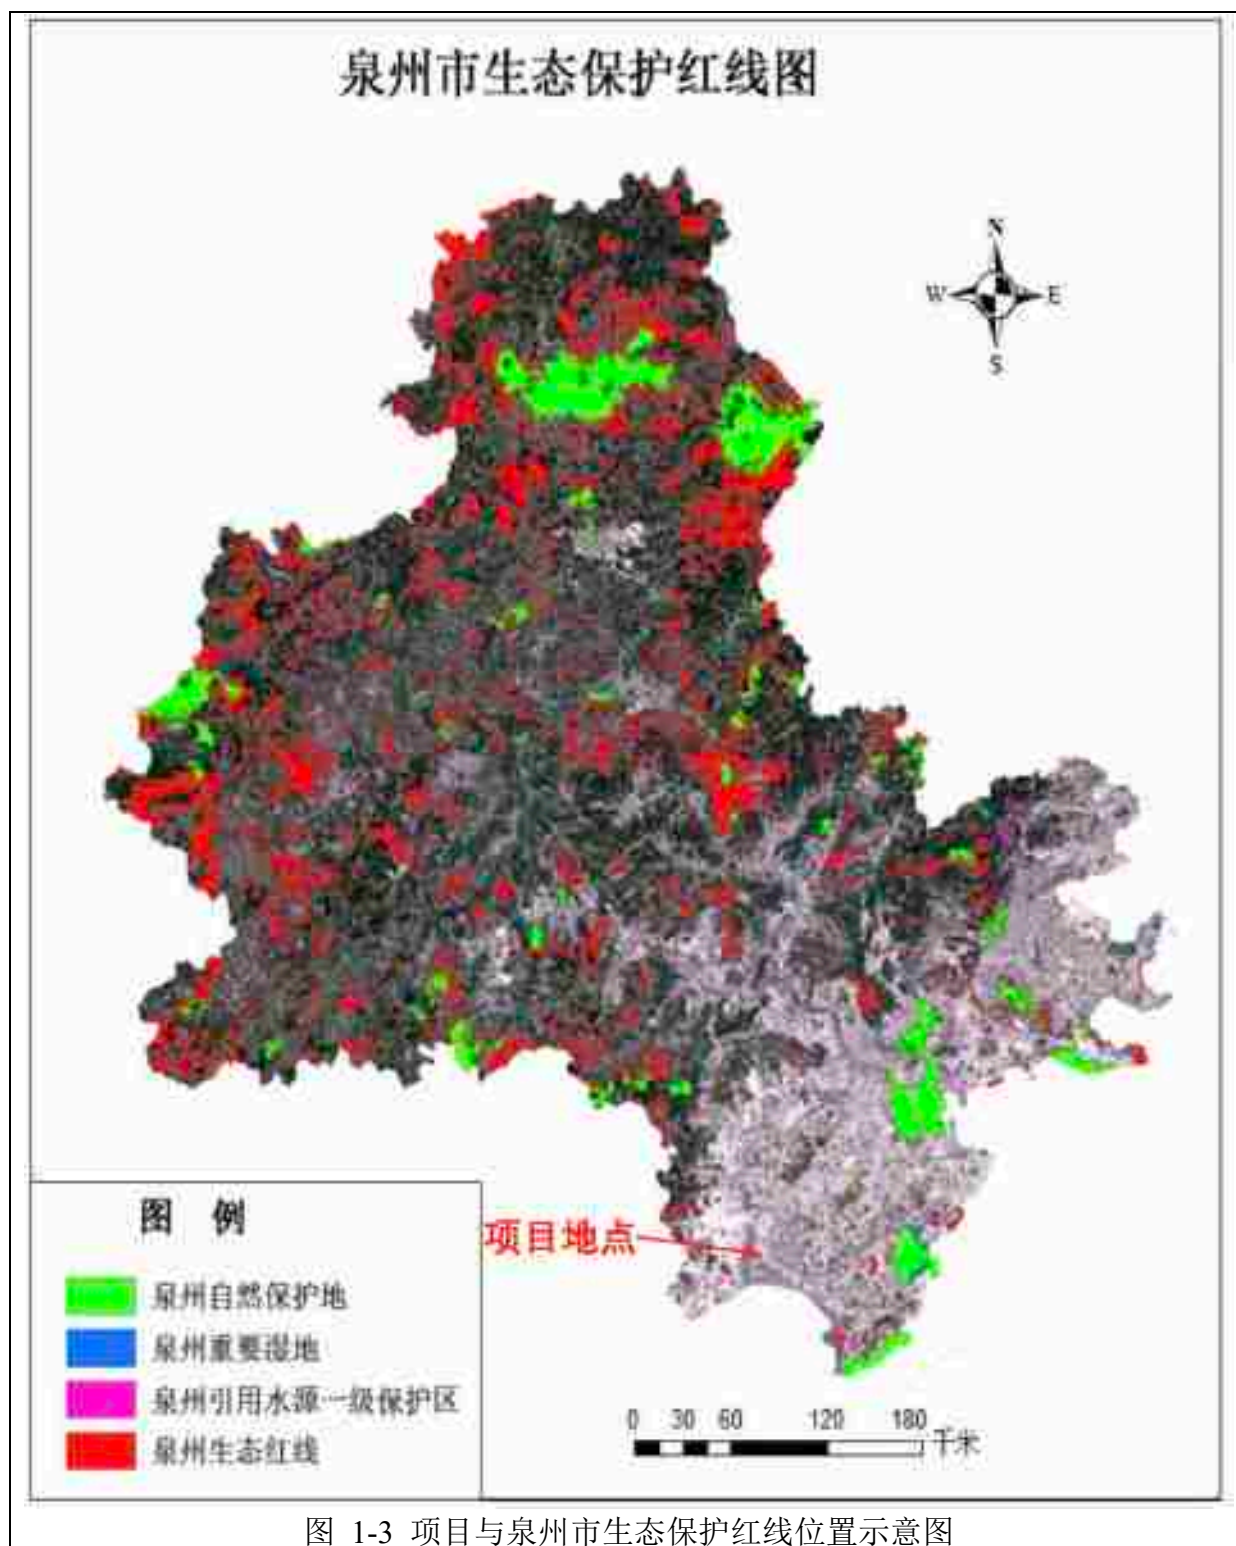 泉州市生态保护红线图
N
W E
S
项目地点
图 例
泉州自然保护地
泉州重要湿地
泉州引用水源一级保护区
泉州生态红线
0 30 60 120 180
千米
图 1-3 项目与泉州市生态保护红线位置示意图